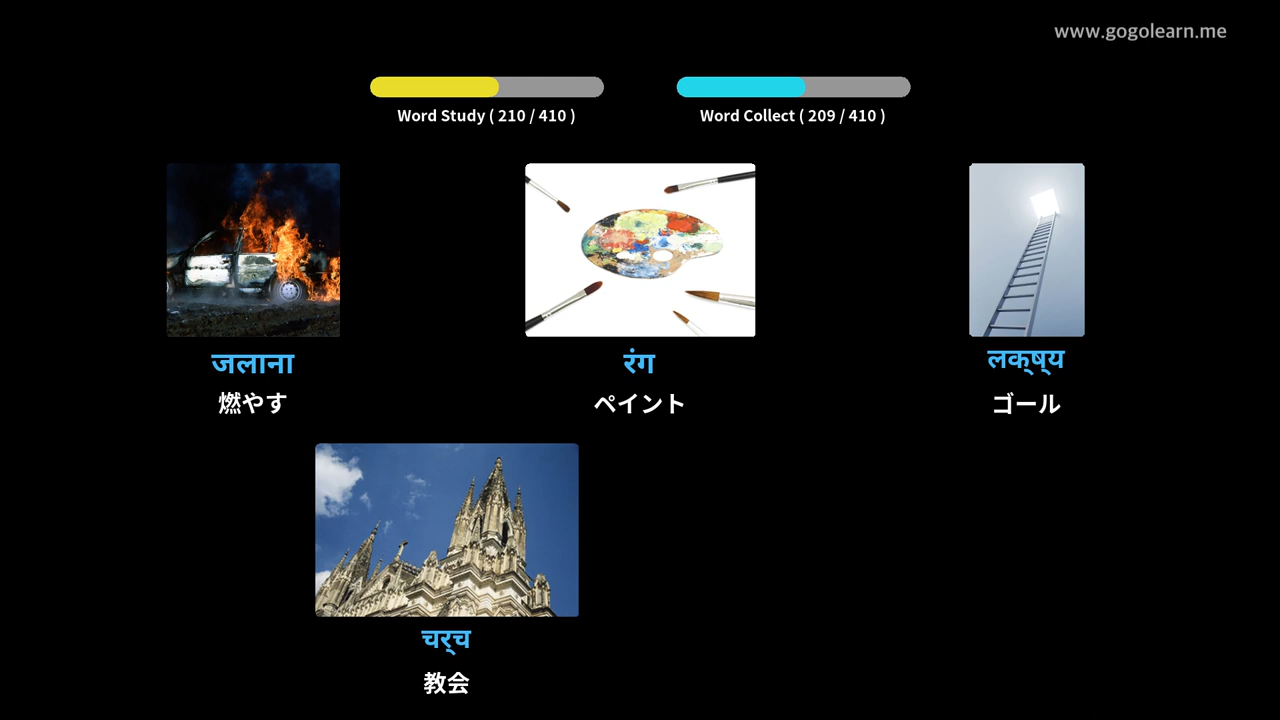 www.gogolearn.me
Word Study ( 210 / 410 )
Word Collect ( 209 / 410 )
जलाना
रंग
लक्ष्य
燃やす
ペイント
ゴール
चर्च
教会